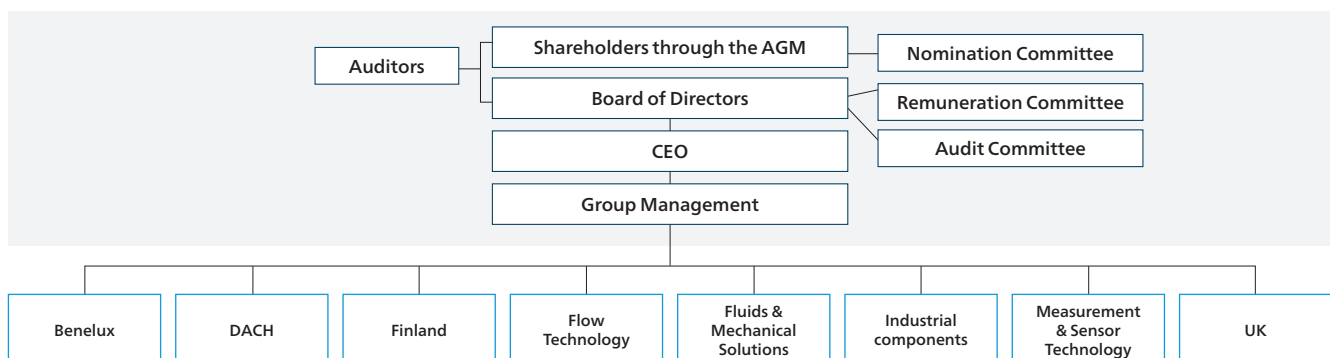 Shareholders through the AGM
Nomination Committee
Auditors
Board of Directors
Remuneration Committee
CEO
Audit Committee
Group Management
Benelux
DACH
Finland
Flow
Technology
Fluids &
Mechanical
Solutions
Industrial
components
Measurement
& Sensor
Technology
UK